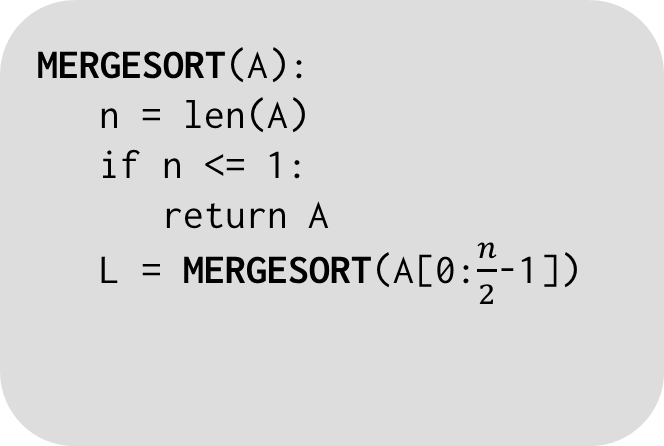 MERGESORT(A):
n = len(A)
if n <= 1:
return A
L = MERGESORT(A[0:n/2-1])